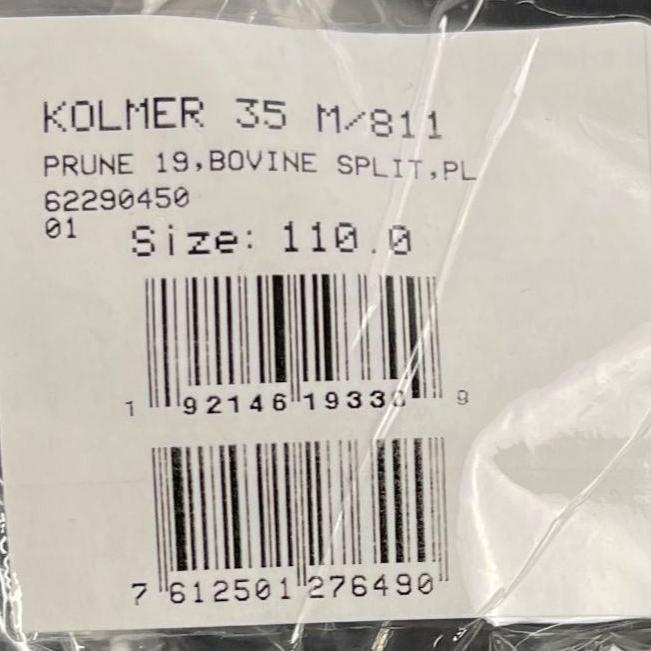 KOLMER 35 M/811
PRUNE 19,BOVINE SPLIT,PL
62290450
01 Size: 110.0
1 92146 19330 9
7 612501 276490